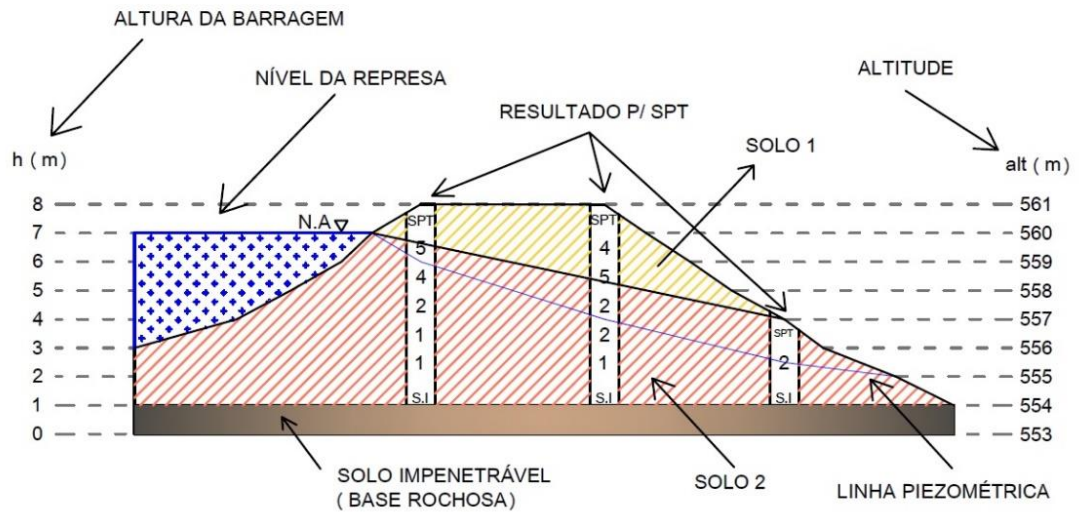 ALTURA DA BARRAGEM
NÍVEL DA REPRESA
ALTITUDE
RESULTADO P/ SPT
SOLO 1
h ( m )
alt ( m )
8
561
N.A
SPT
SPT
7
5
4
560
6
4
5
559
5
2
2
558
4
1
2
SPT
557
3
1
1
2
556
2
555
S.I
S.I
S.I
1
554
0
553
SOLO IMPENETRÁVEL
( BASE ROCHOSA)
SOLO 2
LINHA PIEZOMÉTRICA